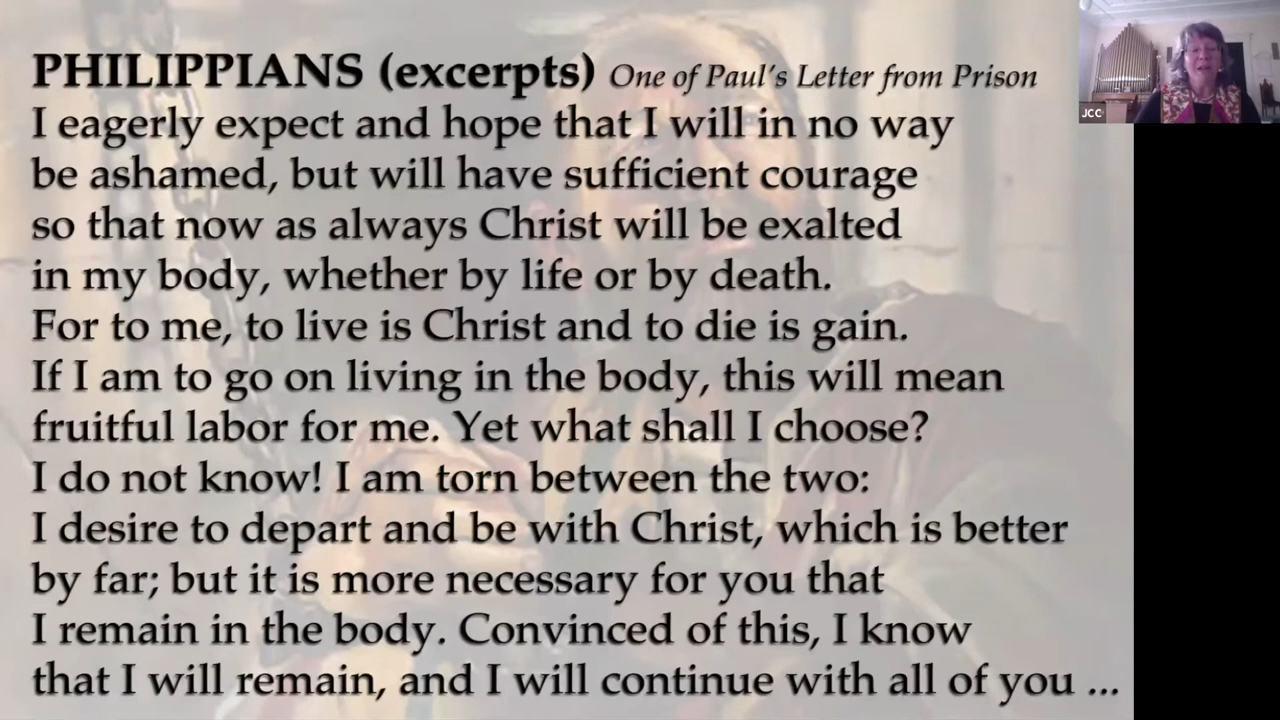 PHILIPPIANS (excerpts) One of Paul's Letter from Prison
I eagerly expect and hope that I will in no way
be ashamed, but will have sufficient courage
so that now as always Christ will be exalted
in my body, whether by life or by death.
For to me, to live is Christ and to die is gain.
If I am to go on living in the body, this will mean
fruitful labor for me. Yet what shall I choose?
I do not know! I am torn between the two:
I desire to depart and be with Christ, which is better
by far; but it is more necessary for you that
I remain in the body. Convinced of this, I know
that I will remain, and I will continue with all of you ...
JCC